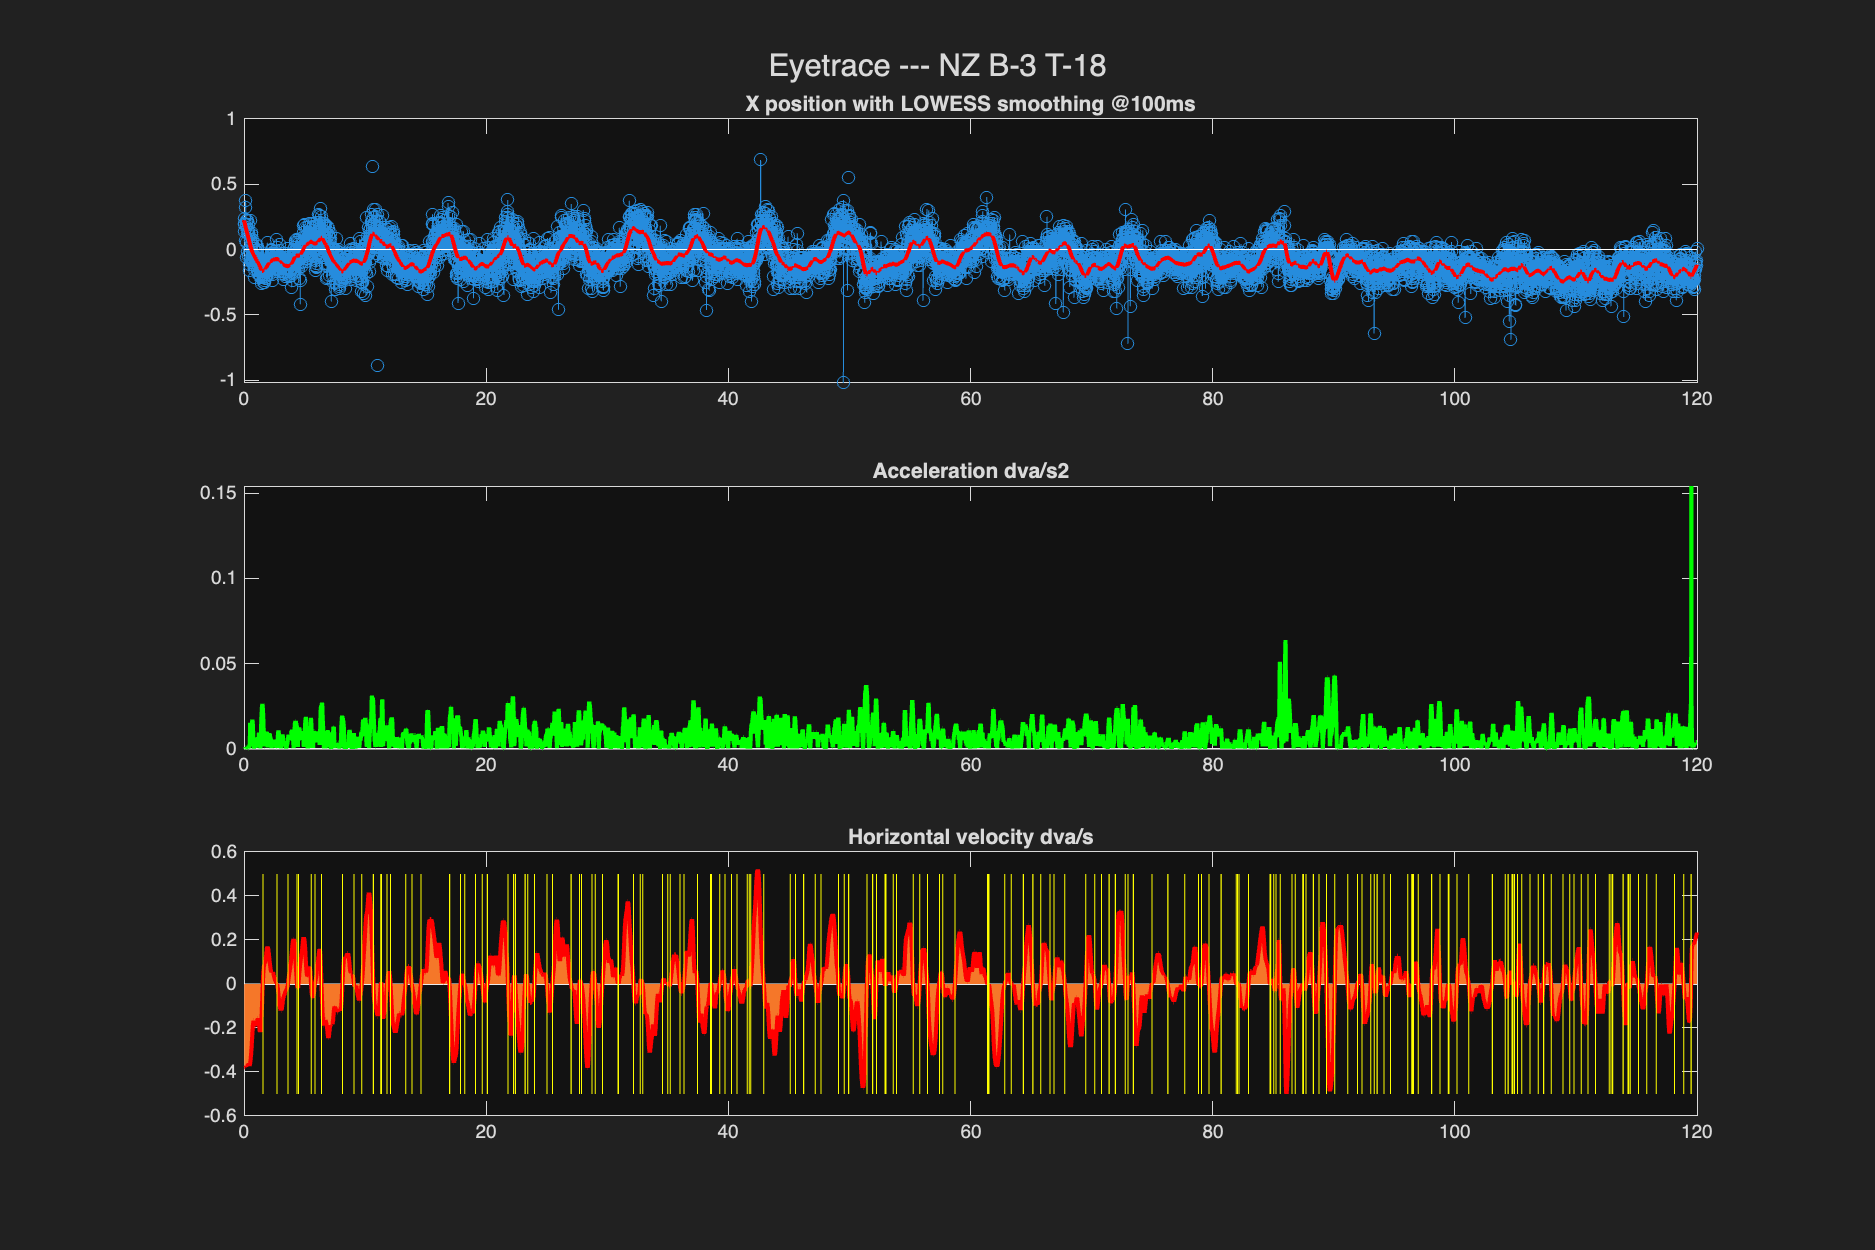 Eyetrace --- NZ B-3 T-18
X position with LOWESS smoothing @100ms
1
0.5
0
-0.5
-1
0 20 40 60 80 100 120
Acceleration dva/s2
0.15
0.1
0.05
0
0 20 40 60 80 100 120
Horizontal velocity dva/s
0.6
0.4
0.2
0
-0.2
-0.4
-0.6
0 20 40 60 80 100 120